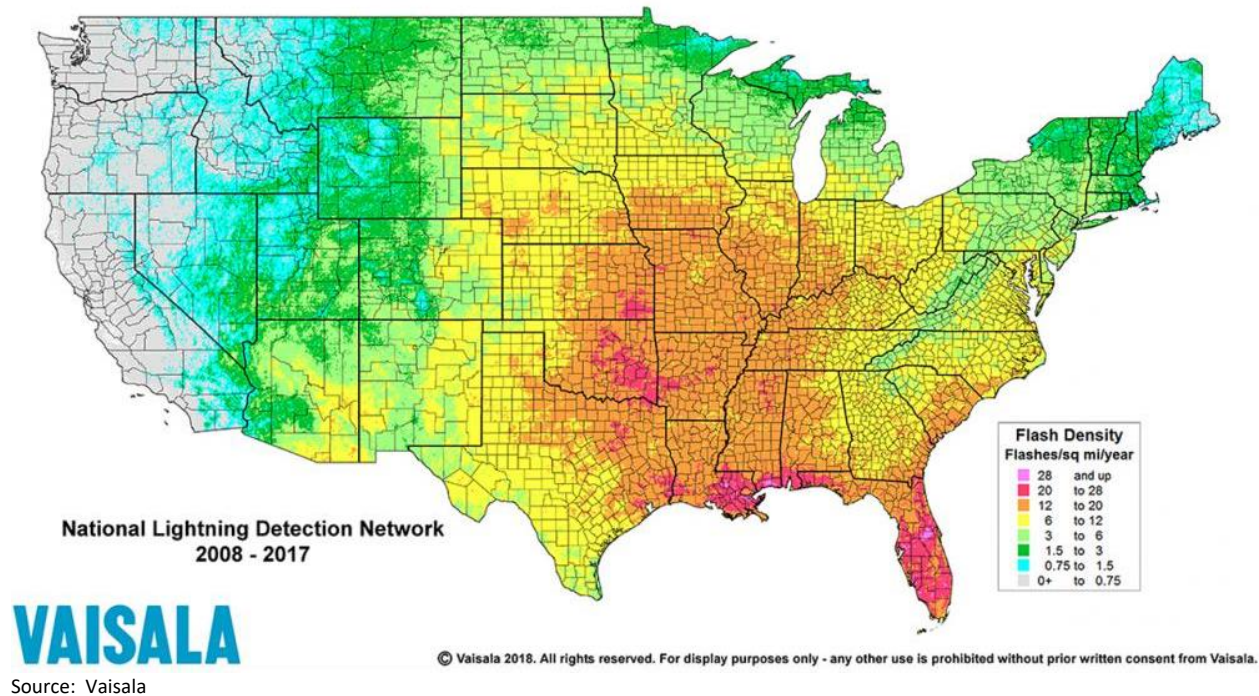 Flash Density
Flashes/sq mi/year
28 and up
20 to 28
12 to 20
6 to 12
3 to 6
1.5 to 3
0.75 to 1.5
0+ to 0.75
National Lightning Detection Network
2008 - 2017
VAISALA
© Vaisala 2018. All rights reserved. For display purposes only - any other use is prohibited without prior written consent from Vaisala.
Source: Vaisala